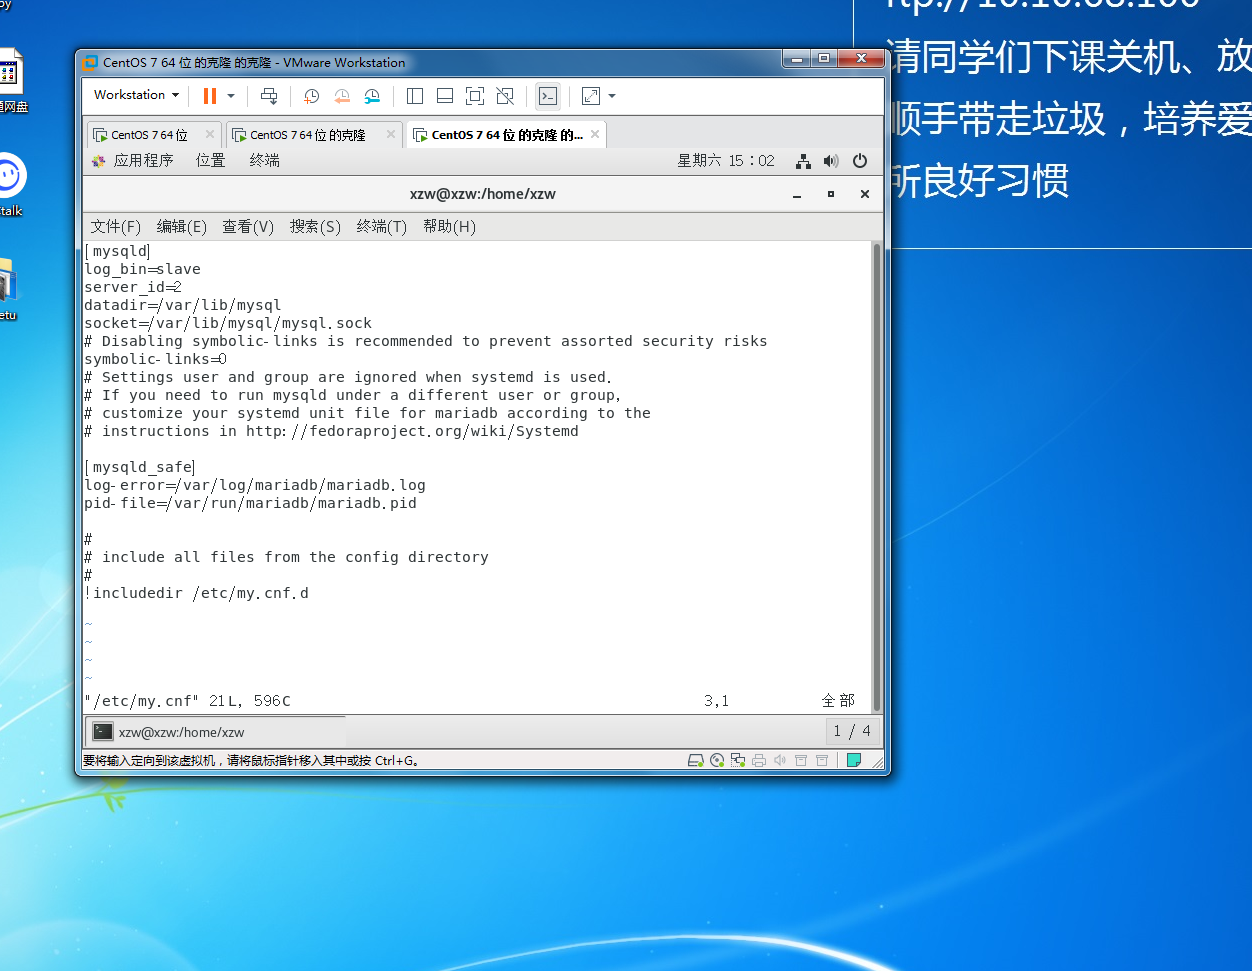 请同学们下课关机、放
顺手带走垃圾，培养爱
所良好习惯
网盘
talk
etu
CentOS 7 64 位 的克隆 的克隆 - VMware Workstation
Workstation
CentOS 7 64 位
CentOS 7 64 位 的克隆
CentOS 7 64 位 的克隆 的...
应用程序 位置 终端 星期六 15：02
xzw@xzw:/home/xzw
文件(F) 编辑(E) 查看(V) 搜索(S) 终端(T) 帮助(H)
[mysqld]
log_bin=slave
server_id=2
datadir=/var/lib/mysql
socket=/var/lib/mysql/mysql.sock
# Disabling symbolic-links is recommended to prevent assorted security risks
symbolic-links=0
# Settings user and group are ignored when systemd is used.
# If you need to run mysqld under a different user or group,
# customize your systemd unit file for mariadb according to the
# instructions in http://fedoraproject.org/wiki/Systemd
[mysqld_safe]
log-error=/var/log/mariadb/mariadb.log
pid-file=/var/run/mariadb/mariadb.pid
#
# include all files from the config directory
#
!includedir /etc/my.cnf.d
~
~
~
~
"/etc/my.cnf" 21L, 596C 3,1 全部
xzw@xzw:/home/xzw 1 / 4
要将输入定向到该虚拟机，请将鼠标指针移入其中或按 Ctrl+G。